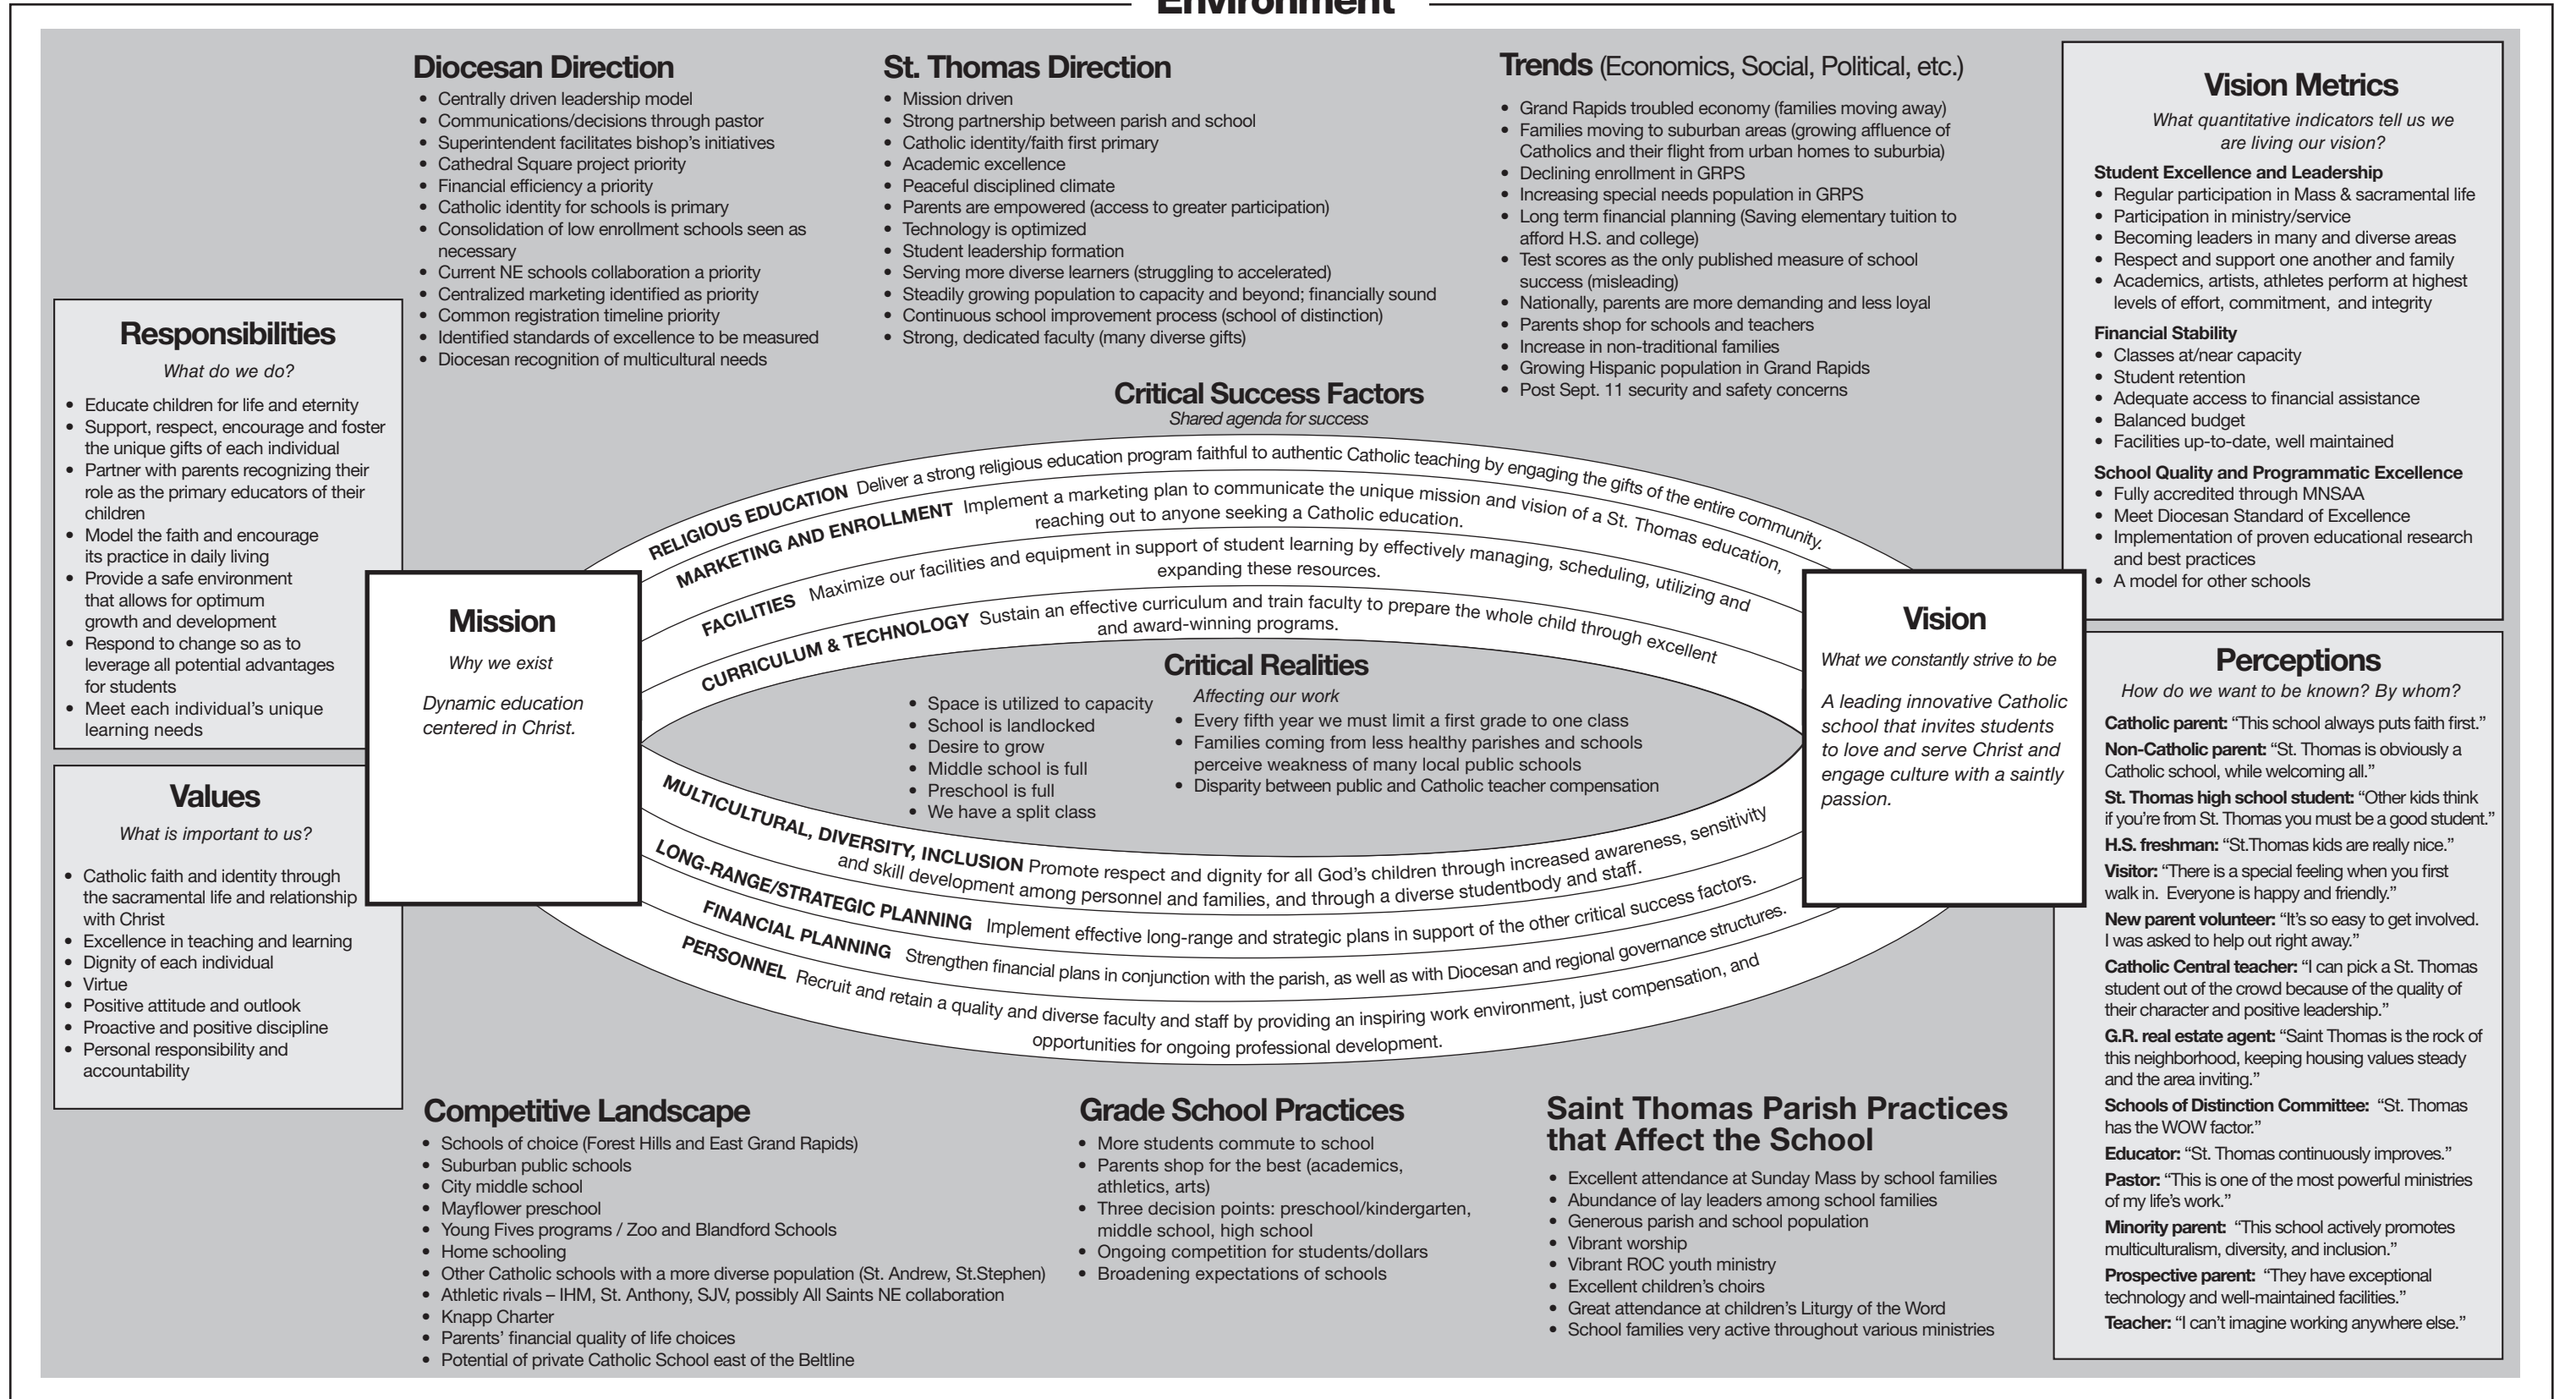 Environment
Diocesan Direction
• Centrally driven leadership model
• Communications/decisions through pastor
• Superintendent facilitates bishop's initiatives
• Cathedral Square project priority
• Financial efficiency a priority
• Catholic identity for schools is primary
• Consolidation of low enrollment schools seen as
necessary
• Current NE schools collaboration a priority
• Centralized marketing identified as priority
• Common registration timeline priority
• Identified standards of excellence to be measured
• Diocesan recognition of multicultural needs
St. Thomas Direction
• Mission driven
• Strong partnership between parish and school
• Catholic identity/faith first primary
• Academic excellence
• Peaceful disciplined climate
• Parents are empowered (access to greater participation)
• Technology is optimized
• Student leadership formation
• Serving more diverse learners (struggling to accelerated)
• Steadily growing population to capacity and beyond; financially sound
• Continuous school improvement process (school of distinction)
• Strong, dedicated faculty (many diverse gifts)
Trends (Economics, Social, Political, etc.)
• Grand Rapids troubled economy (families moving away)
• Families moving to suburban areas (growing affluence of
Catholics and their flight from urban homes to suburbia)
• Declining enrollment in GRPS
• Increasing special needs population in GRPS
• Long term financial planning (Saving elementary tuition to
afford H.S. and college)
• Test scores as the only published measure of school
success (misleading)
• Nationally, parents are more demanding and less loyal
• Parents shop for schools and teachers
• Increase in non-traditional families
• Growing Hispanic population in Grand Rapids
• Post Sept. 11 security and safety concerns
Vision Metrics
What quantitative indicators tell us we
are living our vision?
Student Excellence and Leadership
• Regular participation in Mass & sacramental life
• Participation in ministry/service
• Becoming leaders in many and diverse areas
• Respect and support one another and family
• Academics, artists, athletes perform at highest
levels of effort, commitment, and integrity
Financial Stability
• Classes at/near capacity
• Student retention
• Adequate access to financial assistance
• Balanced budget
• Facilities up-to-date, well maintained
School Quality and Programmatic Excellence
• Fully accredited through MNSAA
• Meet Diocesan Standard of Excellence
• Implementation of proven educational research
and best practices
• A model for other schools
Responsibilities
What do we do?
• Educate children for life and eternity
• Support, respect, encourage and foster
the unique gifts of each individual
• Partner with parents recognizing their
role as the primary educators of their
children
• Model the faith and encourage
its practice in daily living
• Provide a safe environment
that allows for optimum
growth and development
• Respond to change so as to
leverage all potential advantages
for students
• Meet each individual's unique
learning needs
Values
What is important to us?
• Catholic faith and identity through
the sacramental life and relationship
with Christ
• Excellence in teaching and learning
• Dignity of each individual
• Virtue
• Positive attitude and outlook
• Proactive and positive discipline
• Personal responsibility and
accountability
Mission
Why we exist
Dynamic education
centered in Christ.
Critical Success Factors
Shared agenda for success
RELIGIOUS EDUCATION Deliver a strong religious education program faithful to authentic Catholic teaching by engaging the gifts of the entire community.
MARKETING AND ENROLLMENT Implement a marketing plan to communicate the unique mission and vision of a St. Thomas education,
reaching out to anyone seeking a Catholic education.
FACILITIES Maximize our facilities and equipment in support of student learning by effectively managing, scheduling, utilizing and
expanding these resources.
CURRICULUM & TECHNOLOGY Sustain an effective curriculum and train faculty to prepare the whole child through excellent
and award-winning programs.
Critical Realities
Affecting our work
• Space is utilized to capacity
• School is landlocked
• Desire to grow
• Middle school is full
• Preschool is full
• We have a split class
• Every fifth year we must limit a first grade to one class
• Families coming from less healthy parishes and schools
perceive weakness of many local public schools
• Disparity between public and Catholic teacher compensation
MULTICULTURAL, DIVERSITY, INCLUSION Promote respect and dignity for all God's children through increased awareness, sensitivity
and skill development among personnel and families, and through a diverse studentbody and staff.
LONG-RANGE/STRATEGIC PLANNING Implement effective long-range and strategic plans in support of the other critical success factors.
FINANCIAL PLANNING Strengthen financial plans in conjunction with the parish, as well as with Diocesan and regional governance structures.
PERSONNEL Recruit and retain a quality and diverse faculty and staff by providing an inspiring work environment, just compensation, and
opportunities for ongoing professional development.
Vision
What we constantly strive to be
A leading innovative Catholic
school that invites students
to love and serve Christ and
engage culture with a saintly
passion.
Perceptions
How do we want to be known? By whom?
Catholic parent: “This school always puts faith first.”
Non-Catholic parent: “St. Thomas is obviously a
Catholic school, while welcoming all.”
St. Thomas high school student: “Other kids think
if you're from St. Thomas you must be a good student.”
H.S. freshman: “St.Thomas kids are really nice.”
Visitor: “There is a special feeling when you first
walk in. Everyone is happy and friendly.”
New parent volunteer: “It's so easy to get involved.
I was asked to help out right away.”
Catholic Central teacher: “I can pick a St. Thomas
student out of the crowd because of the quality of
their character and positive leadership.”
G.R. real estate agent: “Saint Thomas is the rock of
this neighborhood, keeping housing values steady
and the area inviting.”
Schools of Distinction Committee: “St. Thomas
has the WOW factor.”
Educator: “St. Thomas continuously improves.”
Pastor: “This is one of the most powerful ministries
of my life's work.”
Minority parent: “This school actively promotes
multiculturalism, diversity, and inclusion.”
Prospective parent: “They have exceptional
technology and well-maintained facilities.”
Teacher: “I can't imagine working anywhere else.”
Competitive Landscape
• Schools of choice (Forest Hills and East Grand Rapids)
• Suburban public schools
• City middle school
• Mayflower preschool
• Young Fives programs / Zoo and Blandford Schools
• Home schooling
• Other Catholic schools with a more diverse population (St. Andrew, St.Stephen)
• Athletic rivals – IHM, St. Anthony, SJV, possibly All Saints NE collaboration
• Knapp Charter
• Parents' financial quality of life choices
• Potential of private Catholic School east of the Beltline
Grade School Practices
• More students commute to school
• Parents shop for the best (academics,
athletics, arts)
• Three decision points: preschool/kindergarten,
middle school, high school
• Ongoing competition for students/dollars
• Broadening expectations of schools
Saint Thomas Parish Practices
that Affect the School
• Excellent attendance at Sunday Mass by school families
• Abundance of lay leaders among school families
• Generous parish and school population
• Vibrant worship
• Vibrant ROC youth ministry
• Excellent children's choirs
• Great attendance at children's Liturgy of the Word
• School families very active throughout various ministries